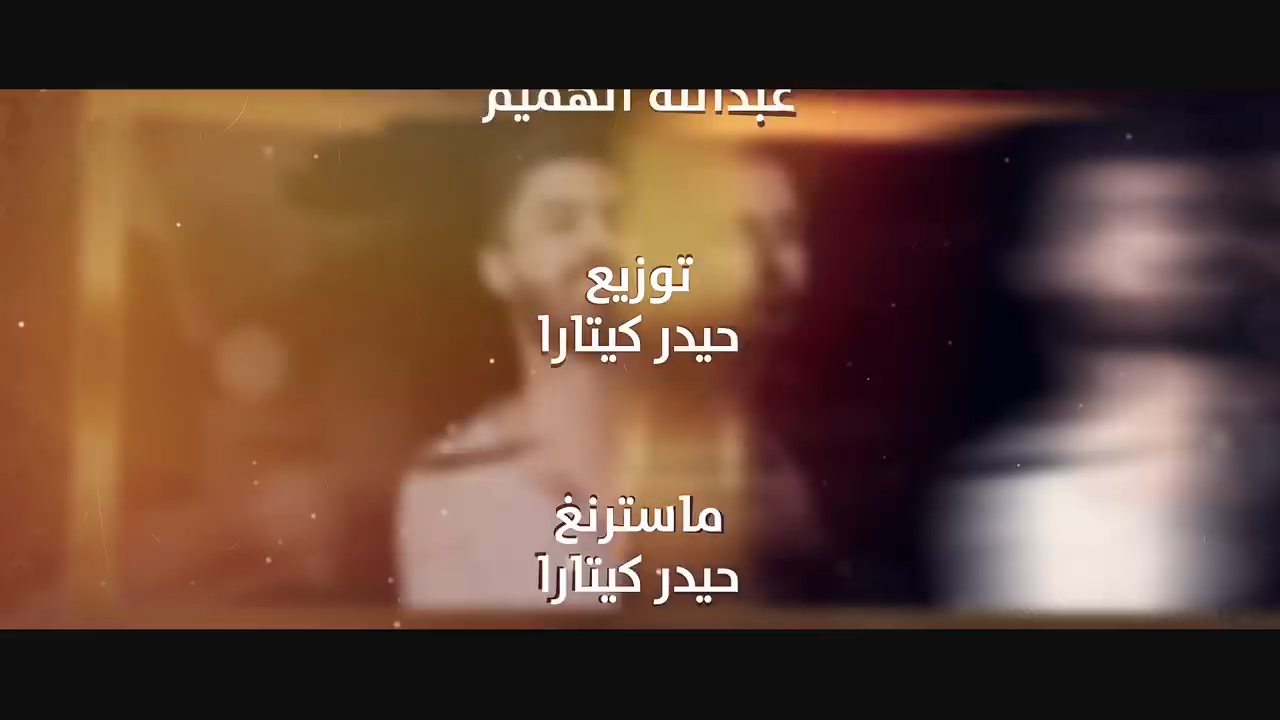 عبدالله الهميم
توزيع
حيدر كيتارا
ماسترنغ
حيدر كيتارا